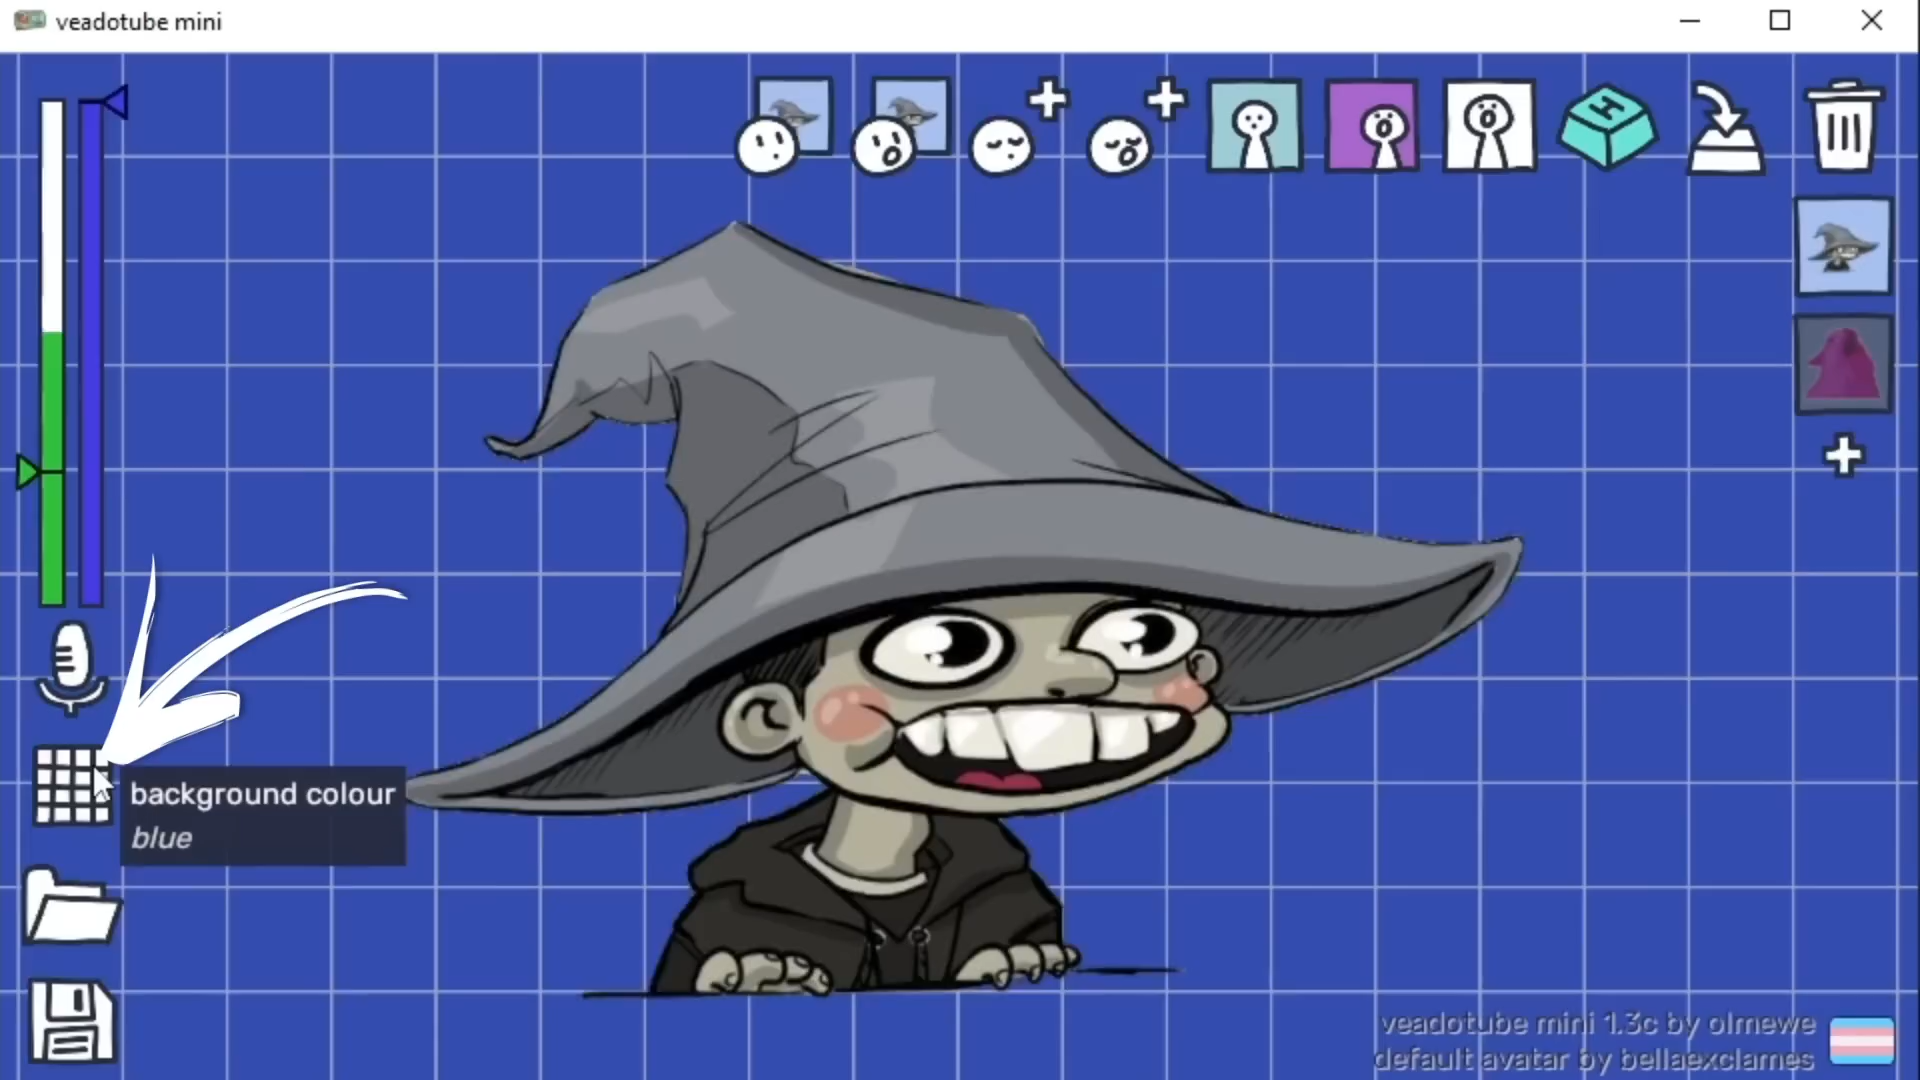 veadotube mini
H
background colour
blue
veadotube mini 1.3c by olmewe
default avatar by bellaexclames